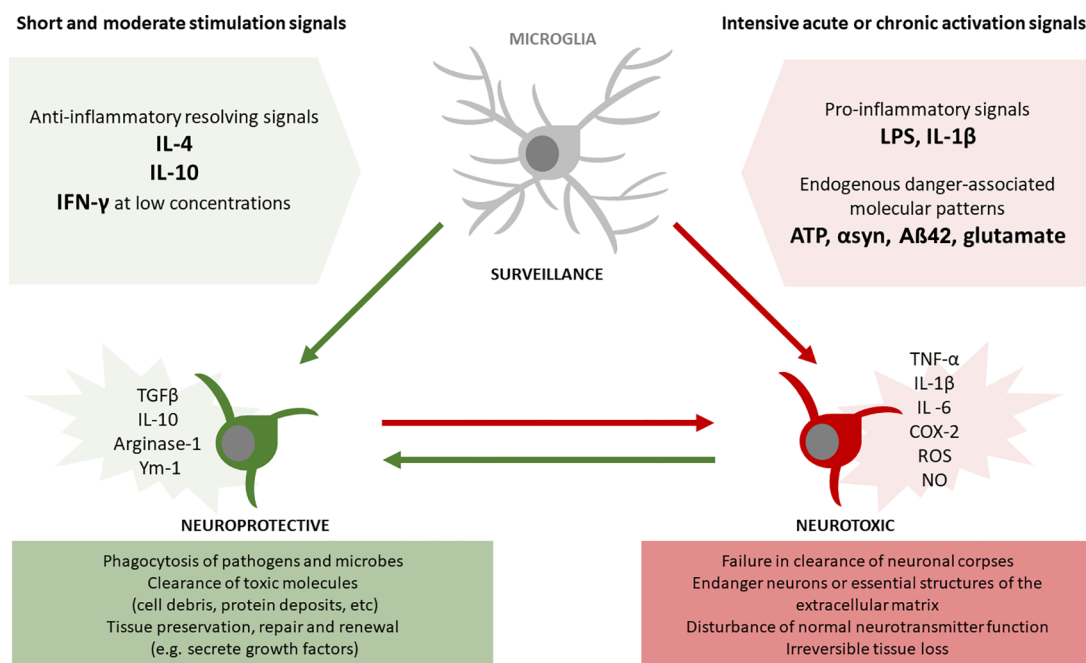 Short and moderate stimulation signals
Intensive acute or chronic activation signals
MICROGLIA
Anti-inflammatory resolving signals
IL-4
IL-10
IFN-γ at low concentrations
Pro-inflammatory signals
LPS, IL-1β
Endogenous danger-associated
molecular patterns
ATP, αsyn, Aß42, glutamate
SURVEILLANCE
TGFβ
IL-10
Arginase-1
Ym-1
TNF-α
IL-1β
IL -6
COX-2
ROS
NO
NEUROPROTECTIVE
NEUROTOXIC
Phagocytosis of pathogens and microbes
Clearance of toxic molecules
(cell debris, protein deposits, etc)
Tissue preservation, repair and renewal
(e.g. secrete growth factors)
Failure in clearance of neuronal corpses
Endanger neurons or essential structures of the
extracellular matrix
Disturbance of normal neurotransmitter function
Irreversible tissue loss